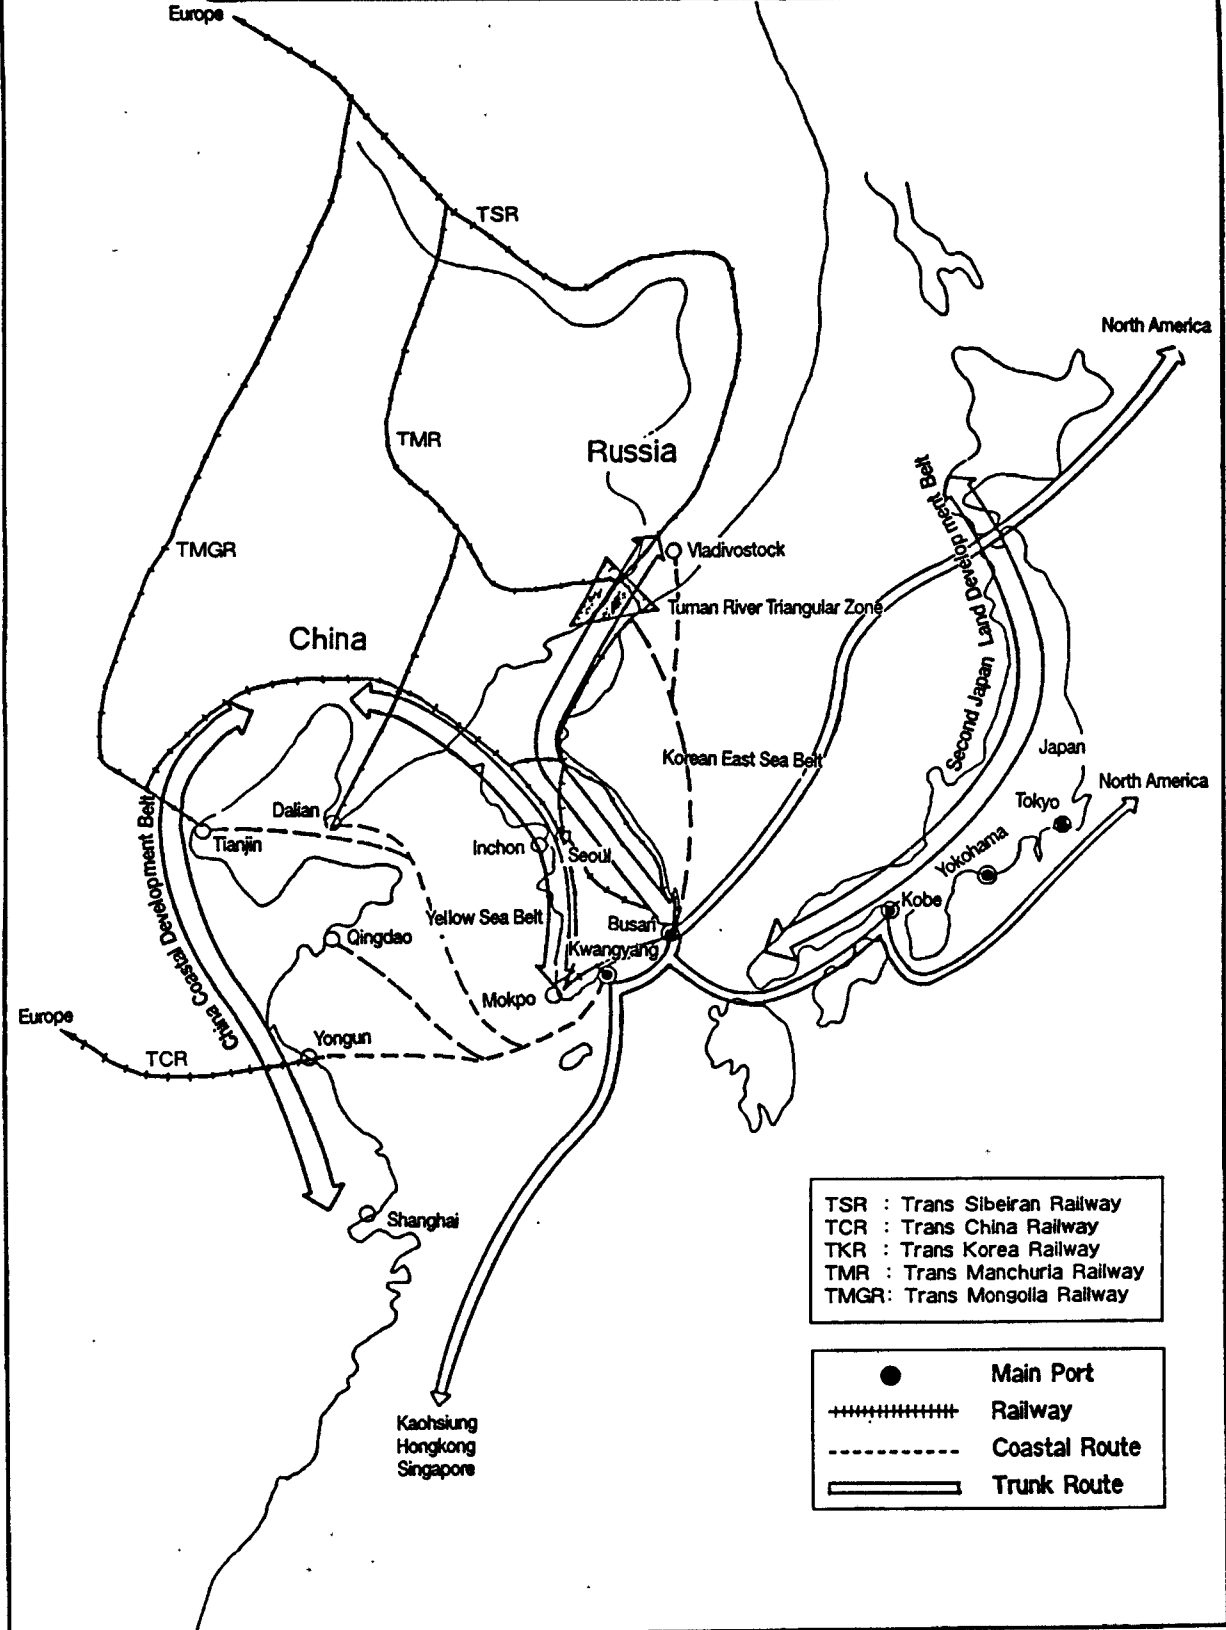 Europe
TSR
North America
TMR
Russia
TMGR
Vladivostock
Tuman River Triangular Zone
China
Second Japan Land Development Belt
Korean East Sea Belt
Japan
North America
Dalian
Tokyo
Tianjin
Inchon
Seoul
Yokohama
China Coastal Development Belt
Kobe
Yellow Sea Belt
Busan
Qingdao
Kwangyang
Mokpo
Europe
Yongun
TCR
Shanghai
TSR : Trans Sibeiran Railway
TCR : Trans China Railway
TKR : Trans Korea Railway
TMR : Trans Manchuria Railway
TMGR: Trans Mongolia Railway
Main Port
Railway
Coastal Route
Trunk Route
Kaohsiung
Hongkong
Singapore